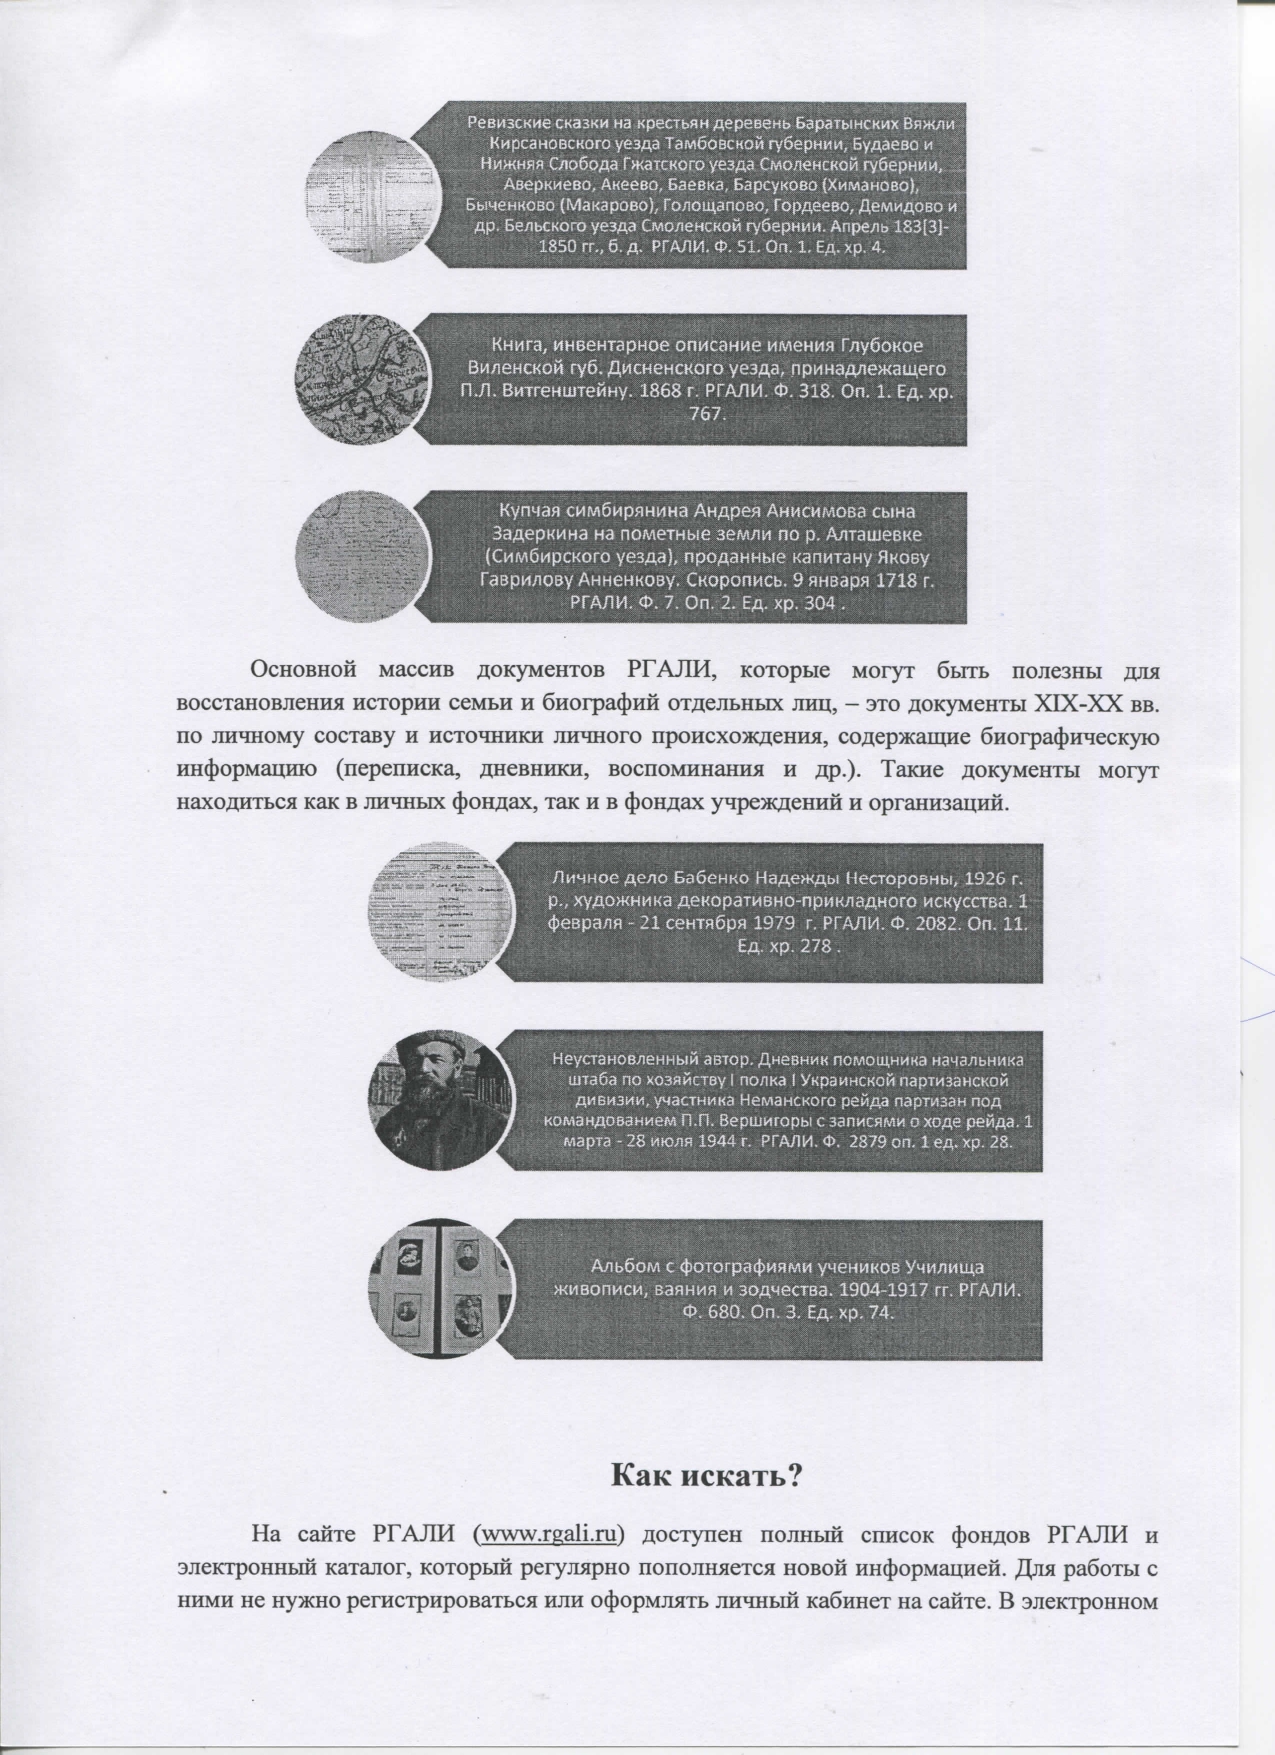 Ревизские сказки на крестьян деревень Баратынских Вяжли
Кирсановского уезда Тамбовской губернии, Будаево и
Нижняя Слобода Гжатского уезда Смоленской губернии,
Аверкиево, Акеево, Баевка, Барсуково (Химаново),
Быченково (Макарово), Голощапово, Гордеево, Демидово и
др. Бельского уезда Смоленской губернии. Апрель 183[3]-
1850 гг., б. д. РГАЛИ. Ф. 51. Оп. 1. Ед. хр. 4.
Книга, инвентарное описание имения Глубокое
Виленской губ. Дисненского уезда, принадлежащего
П.Л. Витгенштейну. 1868 г. РГАЛИ. Ф. 318. Оп. 1. Ед. хр.
767.
Купчая симбирянина Андрея Анисимова сына
Задеркина на пометные земли по р. Алташевке
(Симбирского уезда), проданные капитану Якову
Гаврилову Анненкову. Скоропись. 9 января 1718 г.
РГАЛИ. Ф. 7. Оп. 2. Ед. хр. 304 .
Основной массив документов РГАЛИ, которые могут быть полезны для
восстановления истории семьи и биографий отдельных лиц, – это документы XIX-XX вв.
по личному составу и источники личного происхождения, содержащие биографическую
информацию (переписка, дневники, воспоминания и др.). Такие документы могут
находиться как в личных фондах, так и в фондах учреждений и организаций.
Личное дело Бабенко Надежды Несторовны, 1926 г.
р., художника декоративно-прикладного искусства. 1
февраля - 21 сентября 1979 г. РГАЛИ. Ф. 2082. Оп. 11.
Ед. хр. 278 .
Неустановленный автор. Дневник помощника начальника
штаба по хозяйству I полка I Украинской партизанской
дивизии, участника Неманского рейда партизан под
командованием П.П. Вершигоры с записями о ходе рейда. 1
марта - 28 июля 1944 г. РГАЛИ. Ф. 2879 оп. 1 ед. хр. 28.
Альбом с фотографиями учеников Училища
живописи, ваяния и зодчества. 1904-1917 гг. РГАЛИ.
Ф. 680. Оп. 3. Ед. хр. 74.
Как искать?
На сайте РГАЛИ (www.rgali.ru) доступен полный список фондов РГАЛИ и
электронный каталог, который регулярно пополняется новой информацией. Для работы с
ними не нужно регистрироваться или оформлять личный кабинет на сайте. В электронном